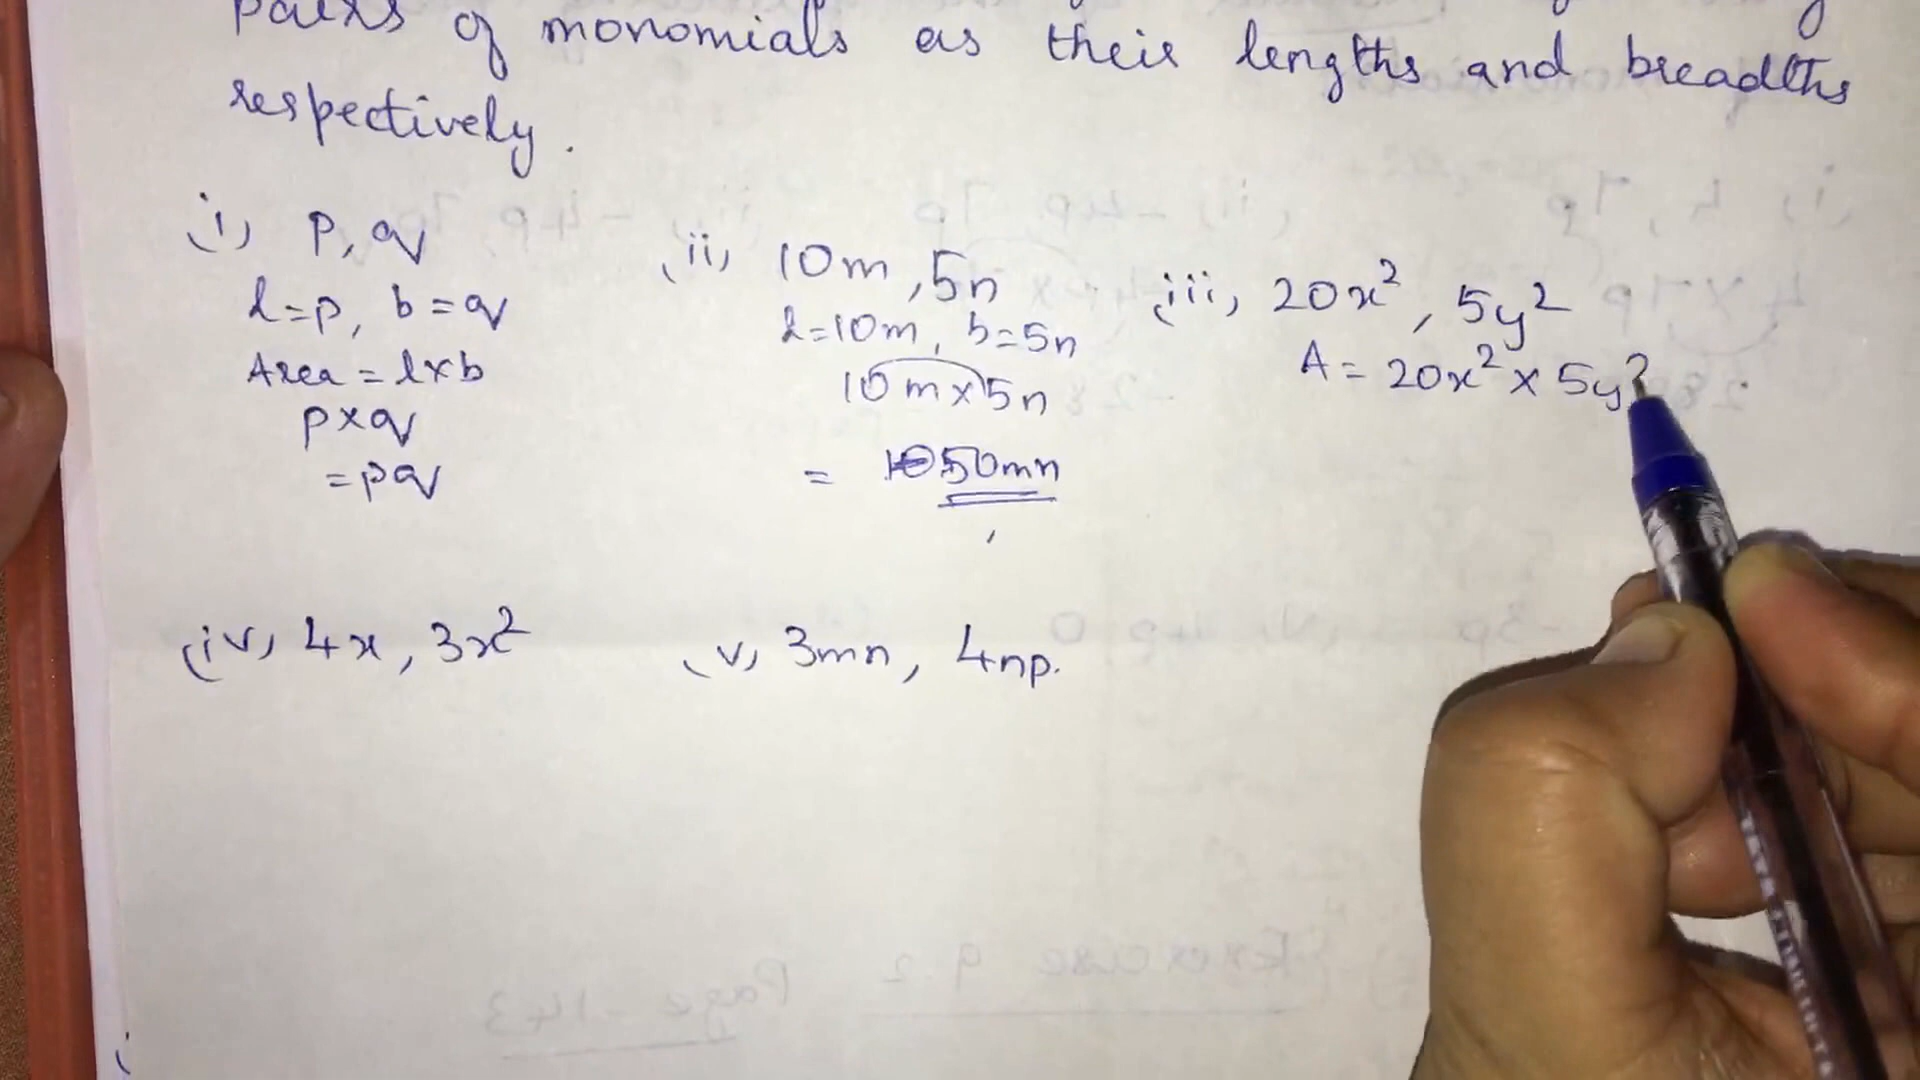 pairs of monomials as their lengths and breadths
respectively.
(i) p, q
l=p, b=q
Area = l×b
p×q
=pq
(ii) 10m, 5n
l=10m, b=5n
10m×5n
= 50mn
(iii) 20x², 5y²
A = 20x² × 5y²
(iv) 4x, 3x²
(v) 3mn, 4np.